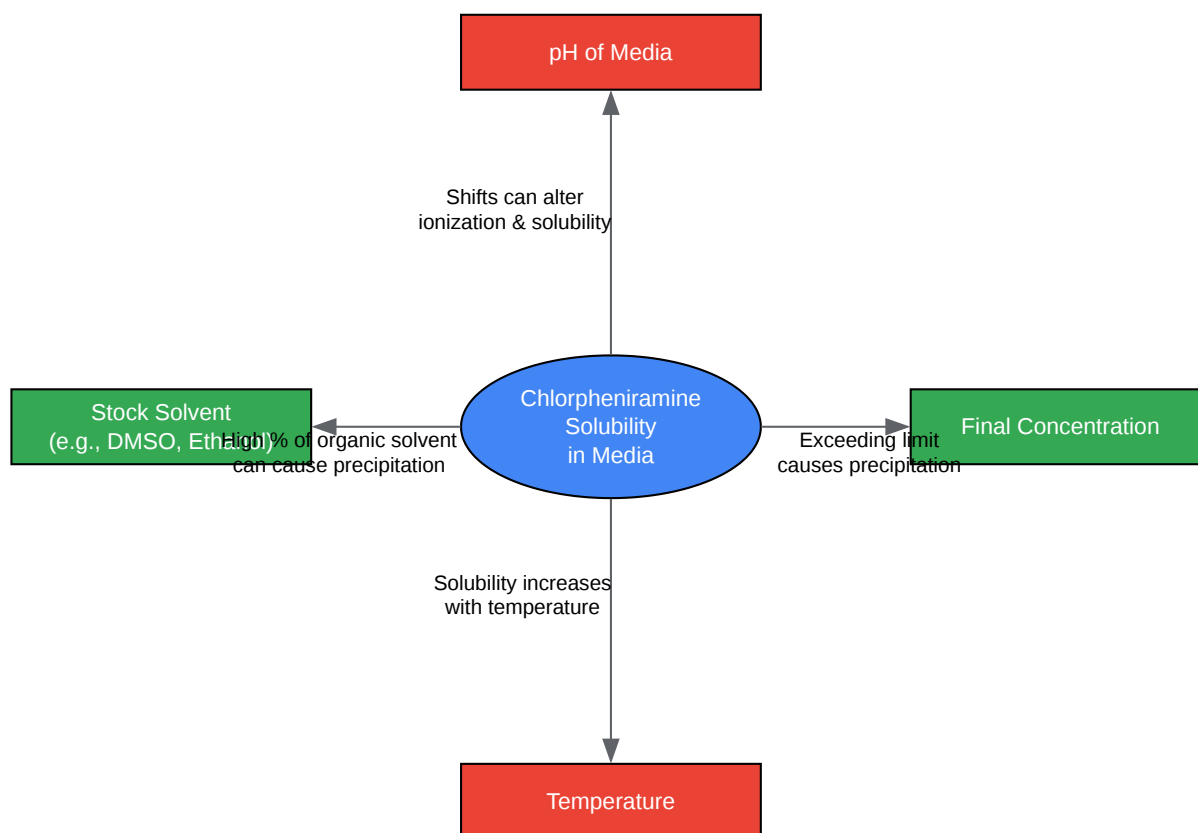 pH of Media
Shifts can alter
ionization & solubility
Stock Solvent
(e.g., DMSO, Ethanol)
High % of organic solvent
can cause precipitation
Chlorpheniramine
Solubility
in Media
Exceeding limit
causes precipitation
Final Concentration
Solubility increases
with temperature
Temperature